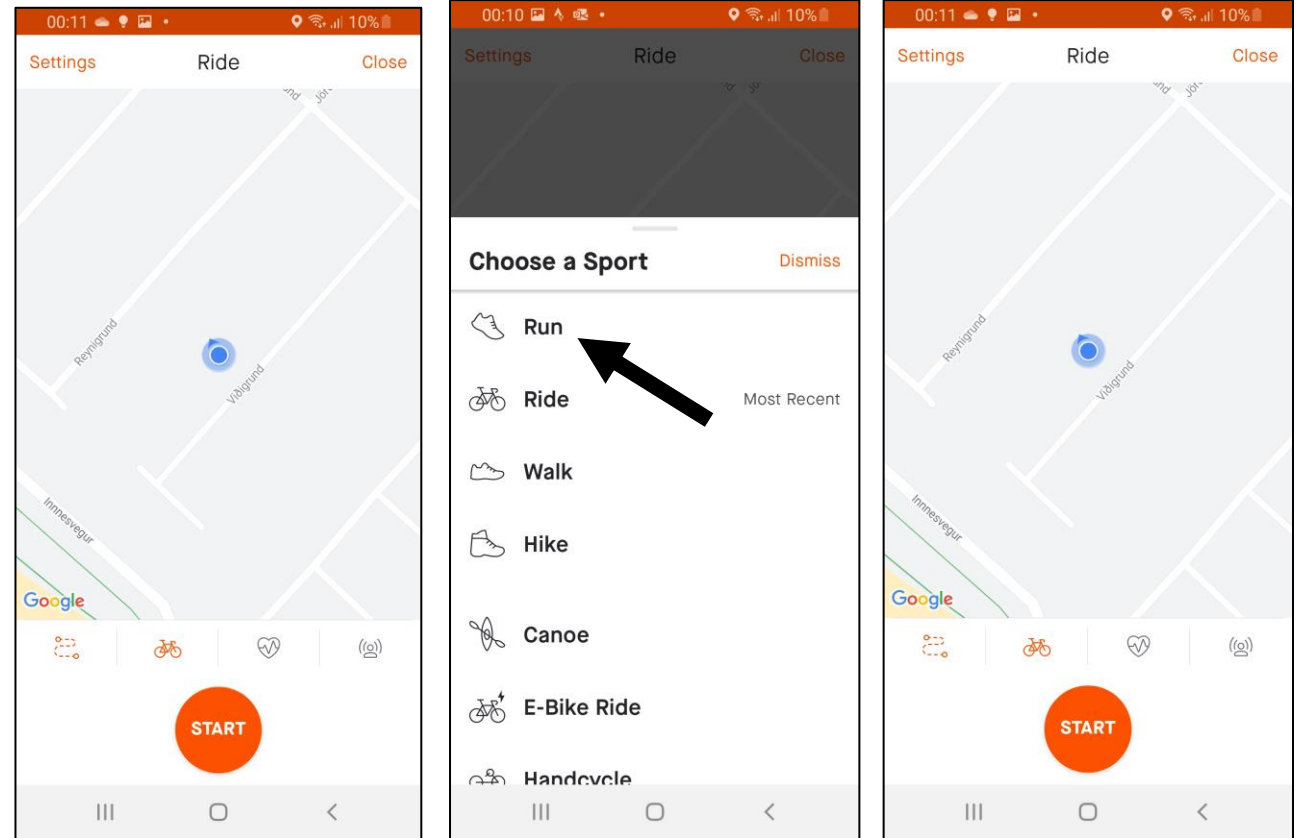 00:11 10%
Settings Ride Close
Jör
Reynigrund
Víðigrund
Innnesvegur
Google
START
00:10 10%
Settings Ride Close
Choose a Sport Dismiss
Run
Ride Most Recent
Walk
Hike
Canoe
E-Bike Ride
Handcycle
00:11 10%
Settings Ride Close
Jör
Reynigrund
Víðigrund
Innnesvegur
Google
START